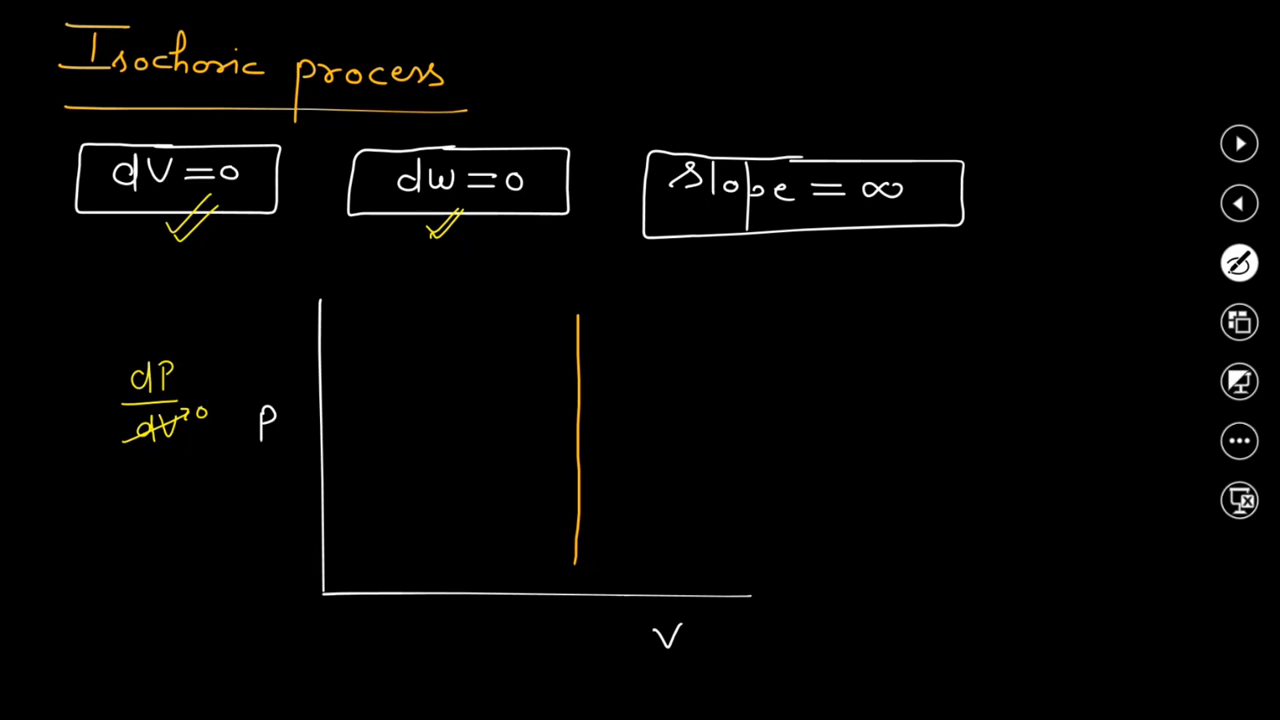 Isochoric process
dV = 0
dw = 0
slope = ∞
dP
dV → 0
P
V